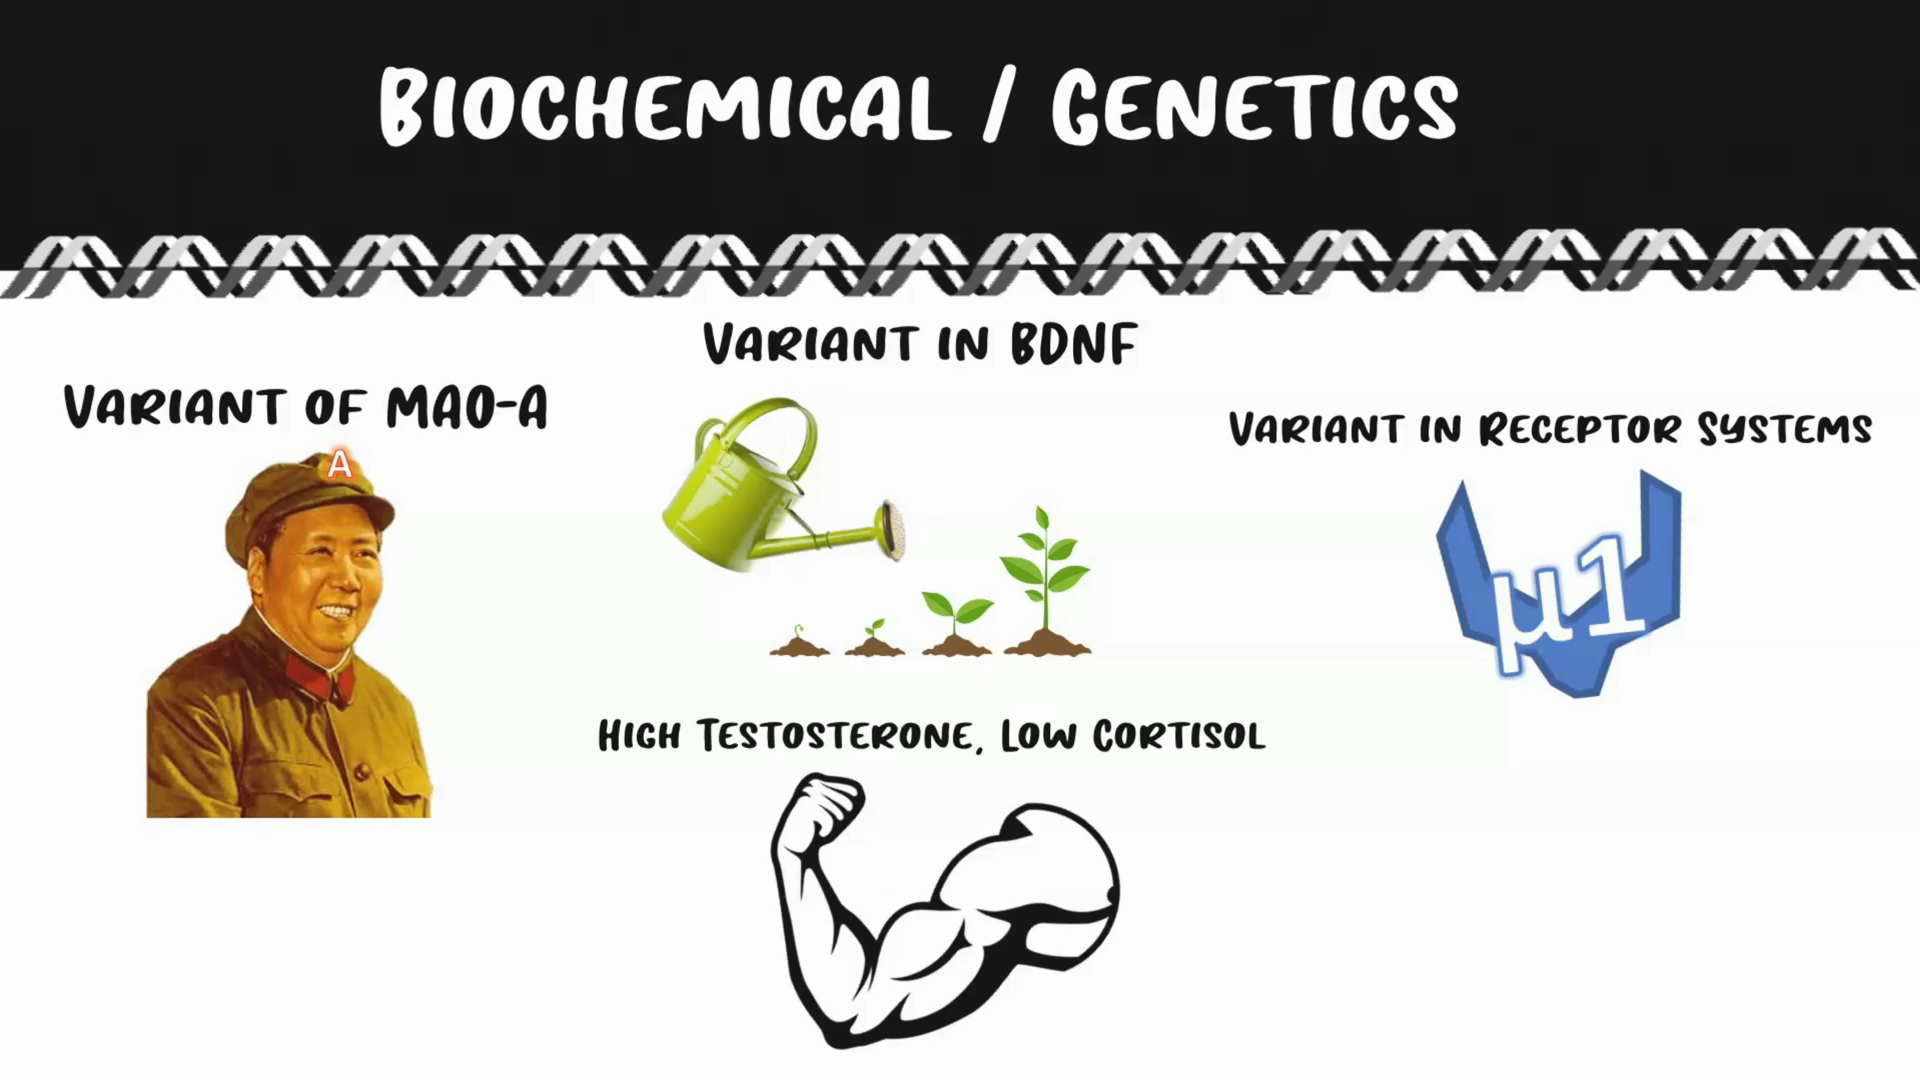 BIOCHEMICAL / GENETICS
VARIANT IN BDNF
VARIANT OF MAO-A
A
VARIANT IN RECEPTOR SYSTEMS
µ1
HIGH TESTOSTERONE, LOW CORTISOL